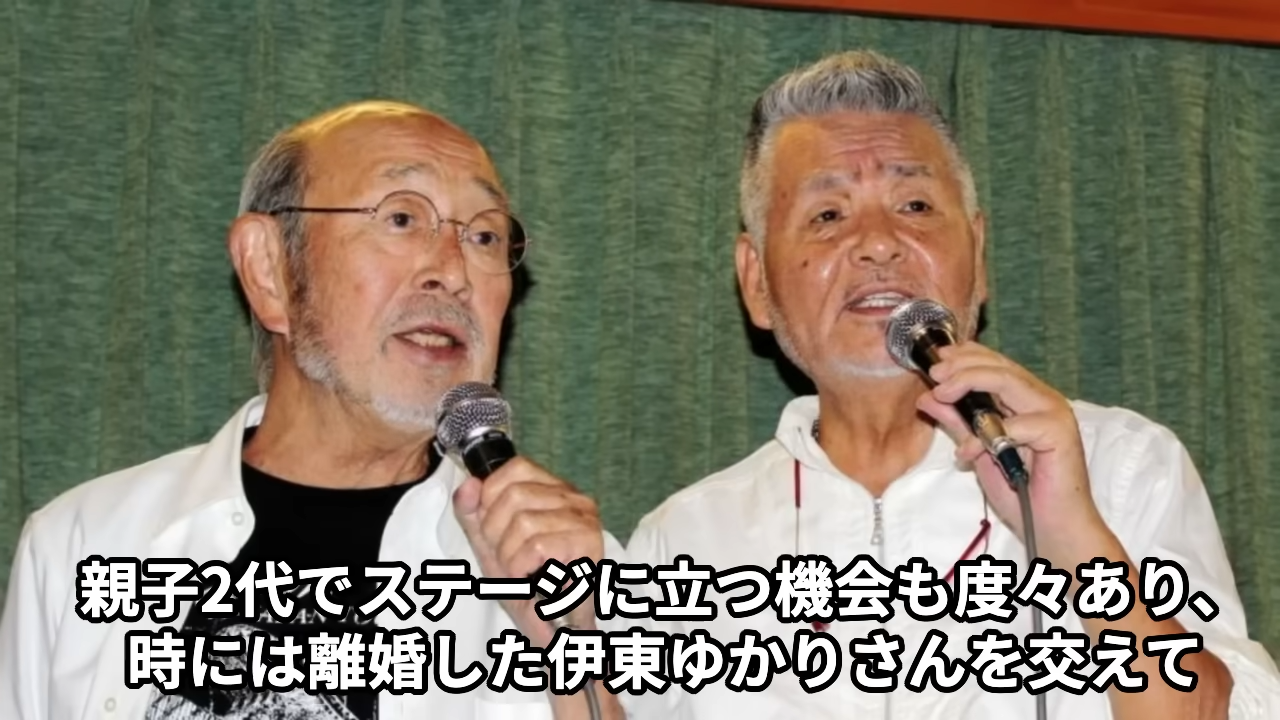 親子2代でステージに立つ機会も度々あり、
時には離婚した伊東ゆかりさんを交えて